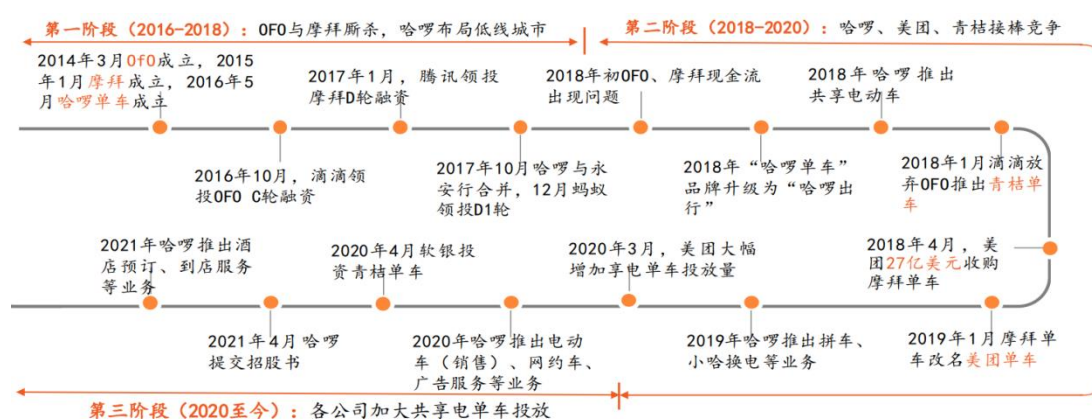 第一阶段（2016-2018）：OFO与摩拜厮杀，哈啰布局低线城市
第二阶段（2018-2020）：哈啰、美团、青桔接棒竞争
2014年3月OfO成立，2015
年1月摩拜成立，2016年5
月哈啰单车成立
2017年1月，腾讯领投
摩拜D轮融资
2018年初OFO、摩拜现金流
出现问题
2018年哈啰推出
共享电动车
2016年10月，滴滴领
投OFO C轮融资
2017年10月哈啰与永
安行合并，12月蚂蚁
领投D1轮
2018年“哈啰单车”
品牌升级为“哈啰出
行”
2018年1月滴滴放
弃OFO推出青桔单
车
2018年4月，美
团27亿美元收购
摩拜单车
2020年3月，美团大幅
增加享电单车投放量
2020年4月软银投
资青桔单车
2021年哈啰推出酒
店预订、到店服务
等业务
2019年1月摩拜单
车改名美团单车
2019年哈啰推出拼车、
小哈换电等业务
2020年哈啰推出电动
车（销售）、网约车、
广告服务等业务
2021年4月哈啰
提交招股书
第三阶段（2020至今）：各公司加大共享电单车投放